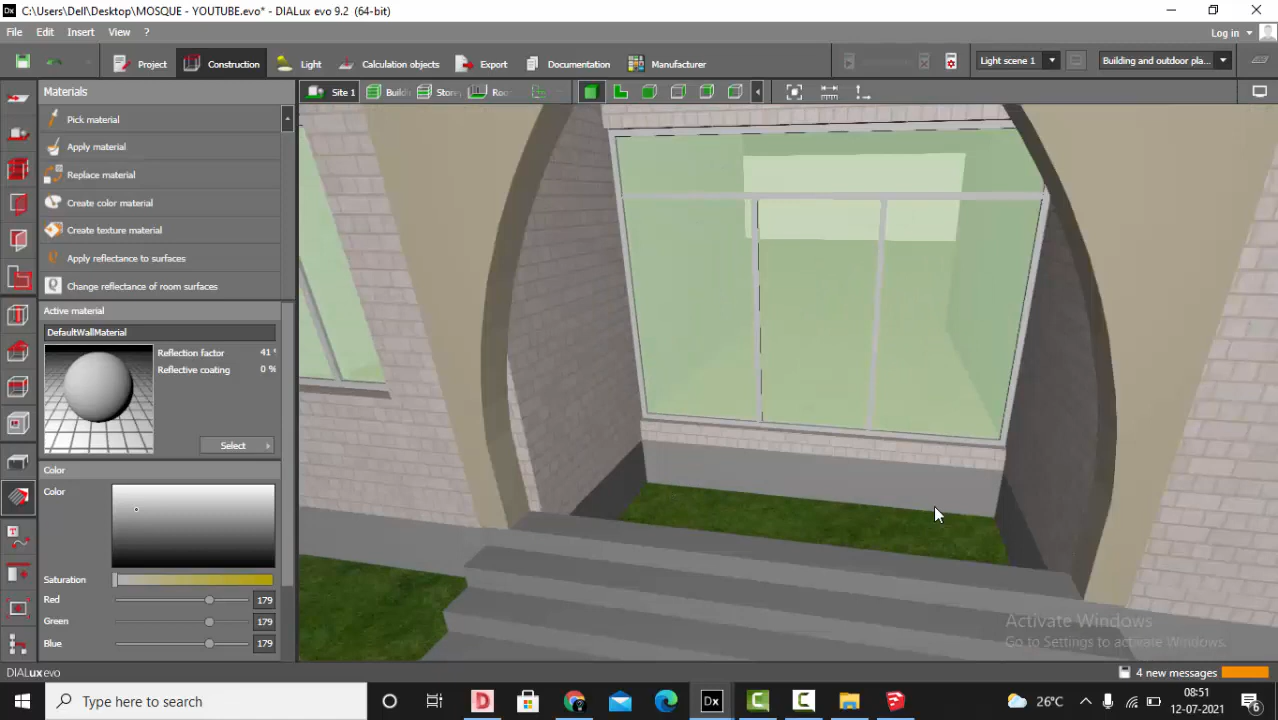 C:\Users\Dell\Desktop\MOSQUE - YOUTUBE.evo* - DIALux evo 9.2 (64-bit)
File Edit Insert View ?
Log in
Project Construction Light Calculation objects Export Documentation Manufacturer Light scene 1 Building and outdoor pla...
Materials
Site 1 Build Store Roo
Pick material
Apply material
Replace material
Create color material
Create texture material
Apply reflectance to surfaces
Change reflectance of room surfaces
Active material
DefaultWallMaterial
Reflection factor 41
Reflective coating 0 %
Select
Color
Color
Saturation
Red 179
Green 179
Blue 179
Activate Windows
Go to Settings to activate Windows.
DIALux evo
4 new messages
Type here to search
26°C
08:51
12-07-2021
6